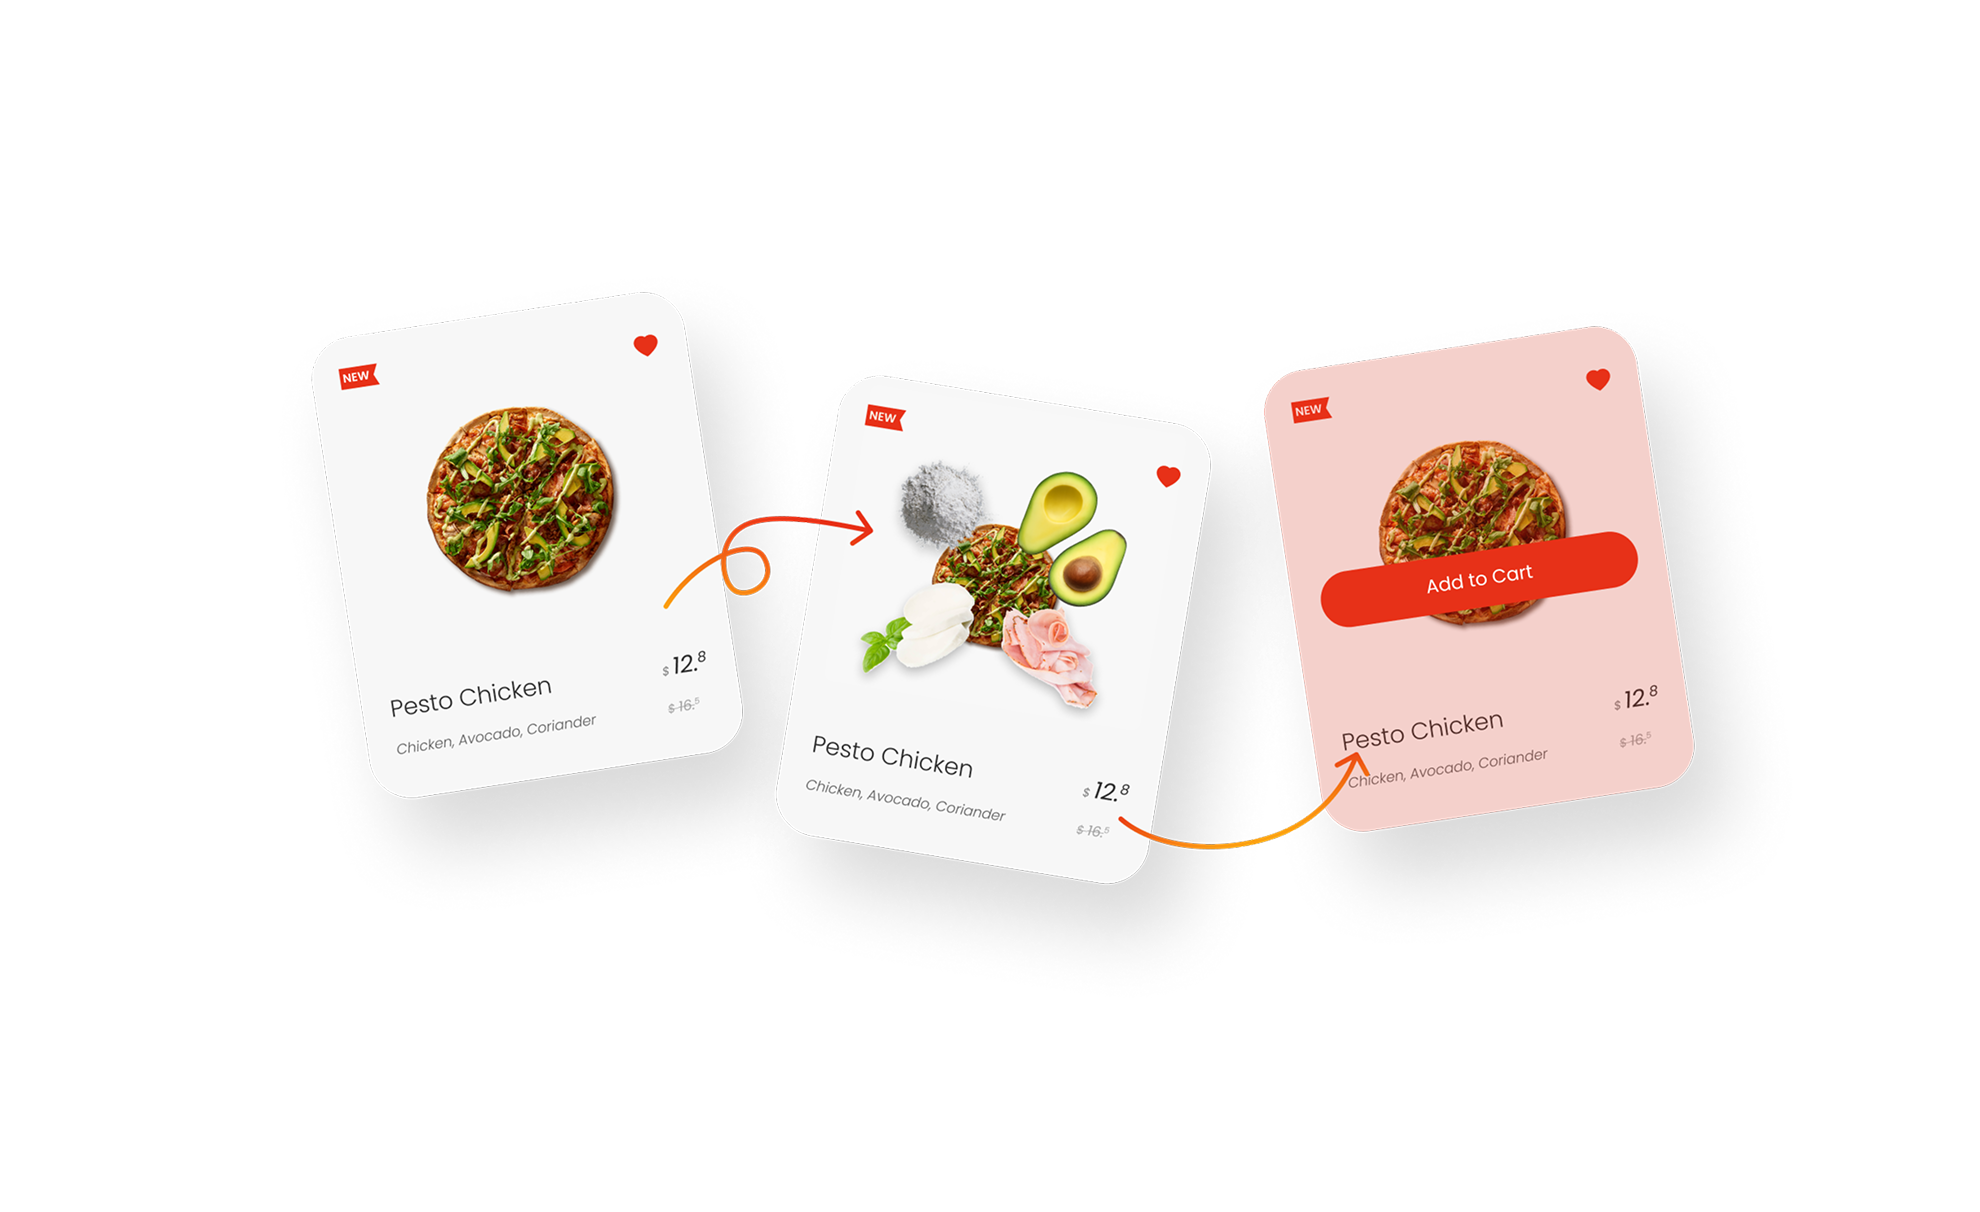 NEW
Pesto Chicken
Chicken, Avocado, Coriander
$ 12.8
$ 16.5
NEW
Pesto Chicken
Chicken, Avocado, Coriander
$ 12.8
$ 16.5
NEW
Add to Cart
Pesto Chicken
Chicken, Avocado, Coriander
$ 12.8
$ 16.5